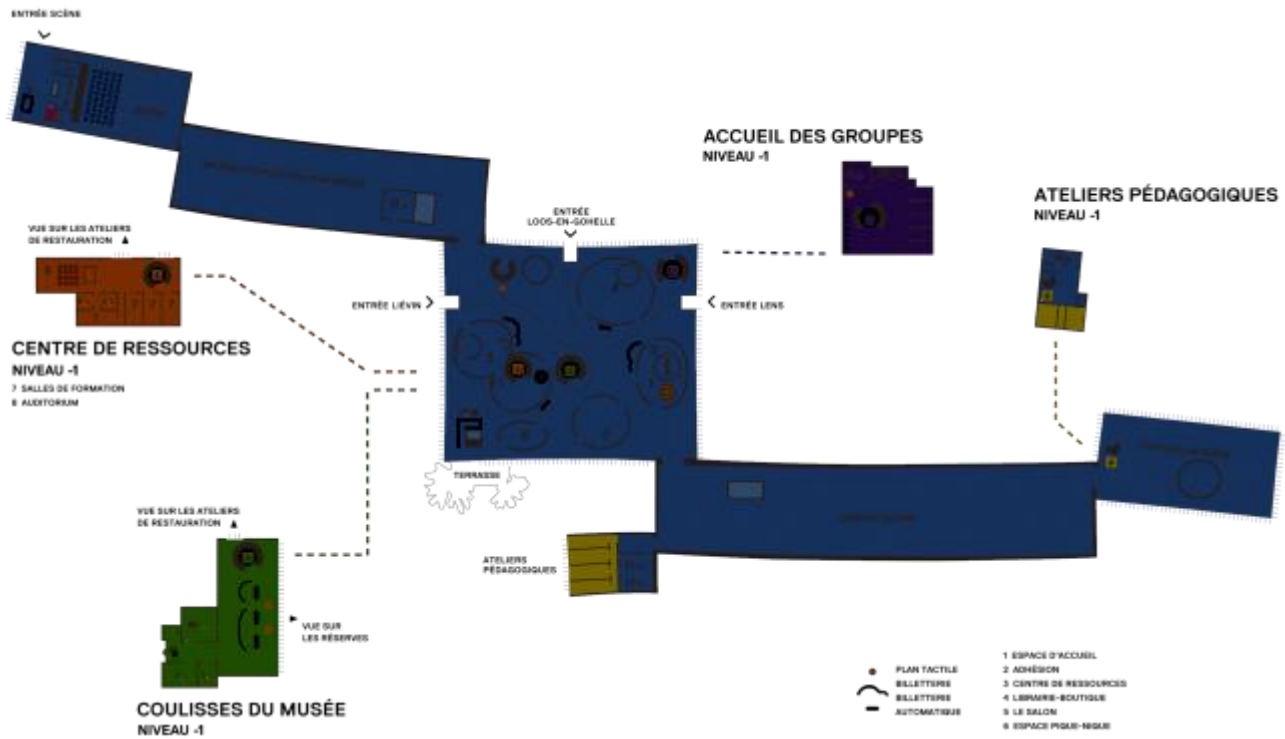 ENTRÉE SCÈNE
ACCUEIL DES GROUPES
NIVEAU -1
ATELIERS PÉDAGOGIQUES
NIVEAU -1
ENTRÉE
LOOS-EN-GOHELLE
VUE SUR LES ATELIERS
DE RESTAURATION
ENTRÉE LIÉVIN
ENTRÉE LENS
CENTRE DE RESSOURCES
NIVEAU -1
7 SALLES DE FORMATION
8 AUDITORIUM
TERRASSE
VUE SUR LES ATELIERS
DE RESTAURATION
ATELIERS
PÉDAGOGIQUES
VUE SUR
LES RÉSERVES
COULISSES DU MUSÉE
NIVEAU -1
PLAN TACTILE
BILLETTERIE
BILLETTERIE
AUTOMATIQUE
1 ESPACE D'ACCUEIL
2 ADHÉSION
3 CENTRE DE RESSOURCES
4 LIBRAIRIE-BOUTIQUE
5 LE SALON
6 ESPACE PIQUE-NIQUE